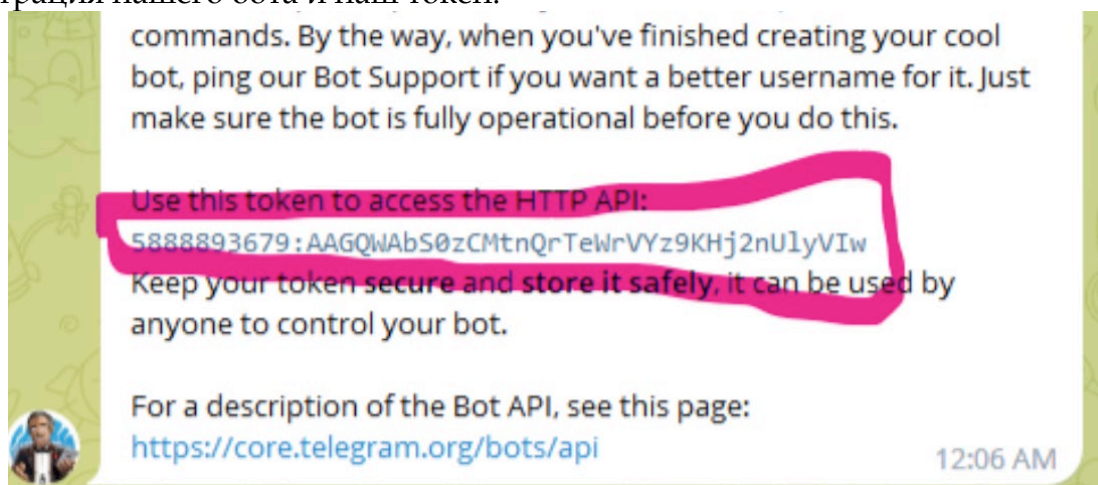 нашего бота и наш токен.
commands. By the way, when you've finished creating your cool
bot, ping our Bot Support if you want a better username for it. Just
make sure the bot is fully operational before you do this.
Use this token to access the HTTP API:
5888893679:AAGQWAbS0zCMtnQrTeWrVYz9KHj2nUlyVIw
Keep your token secure and store it safely, it can be used by
anyone to control your bot.
For a description of the Bot API, see this page:
https://core.telegram.org/bots/api
12:06 AM